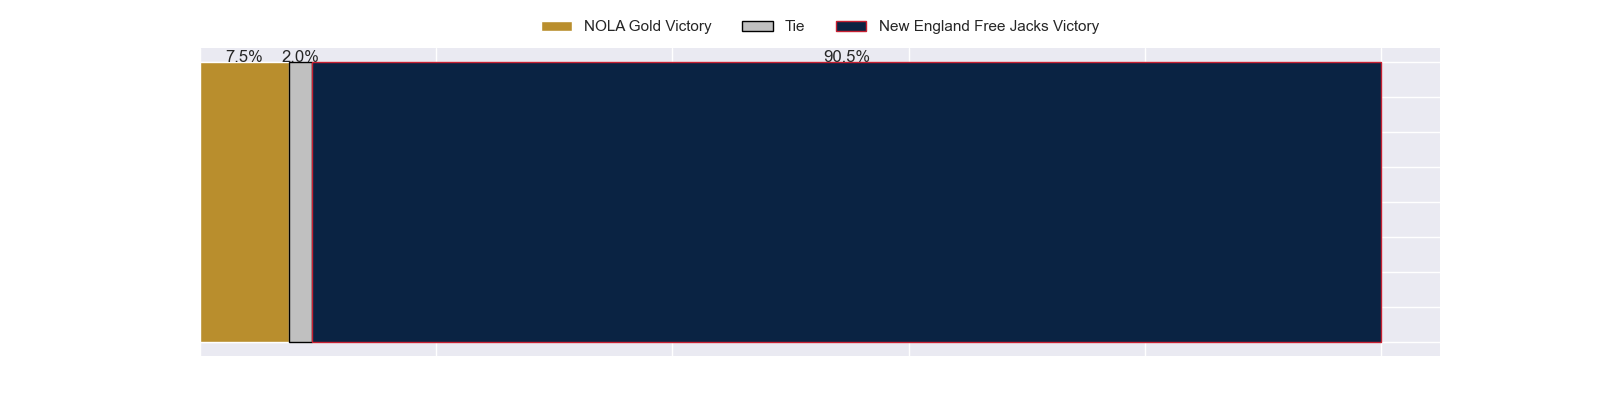 NOLA Gold Victory Tie New England Free Jacks Victory
7.5% 2.0% 90.5%